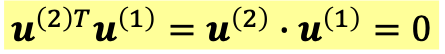 𝒖⁽²⁾ᵀ𝒖⁽¹⁾ = 𝒖⁽²⁾ · 𝒖⁽¹⁾ = 0